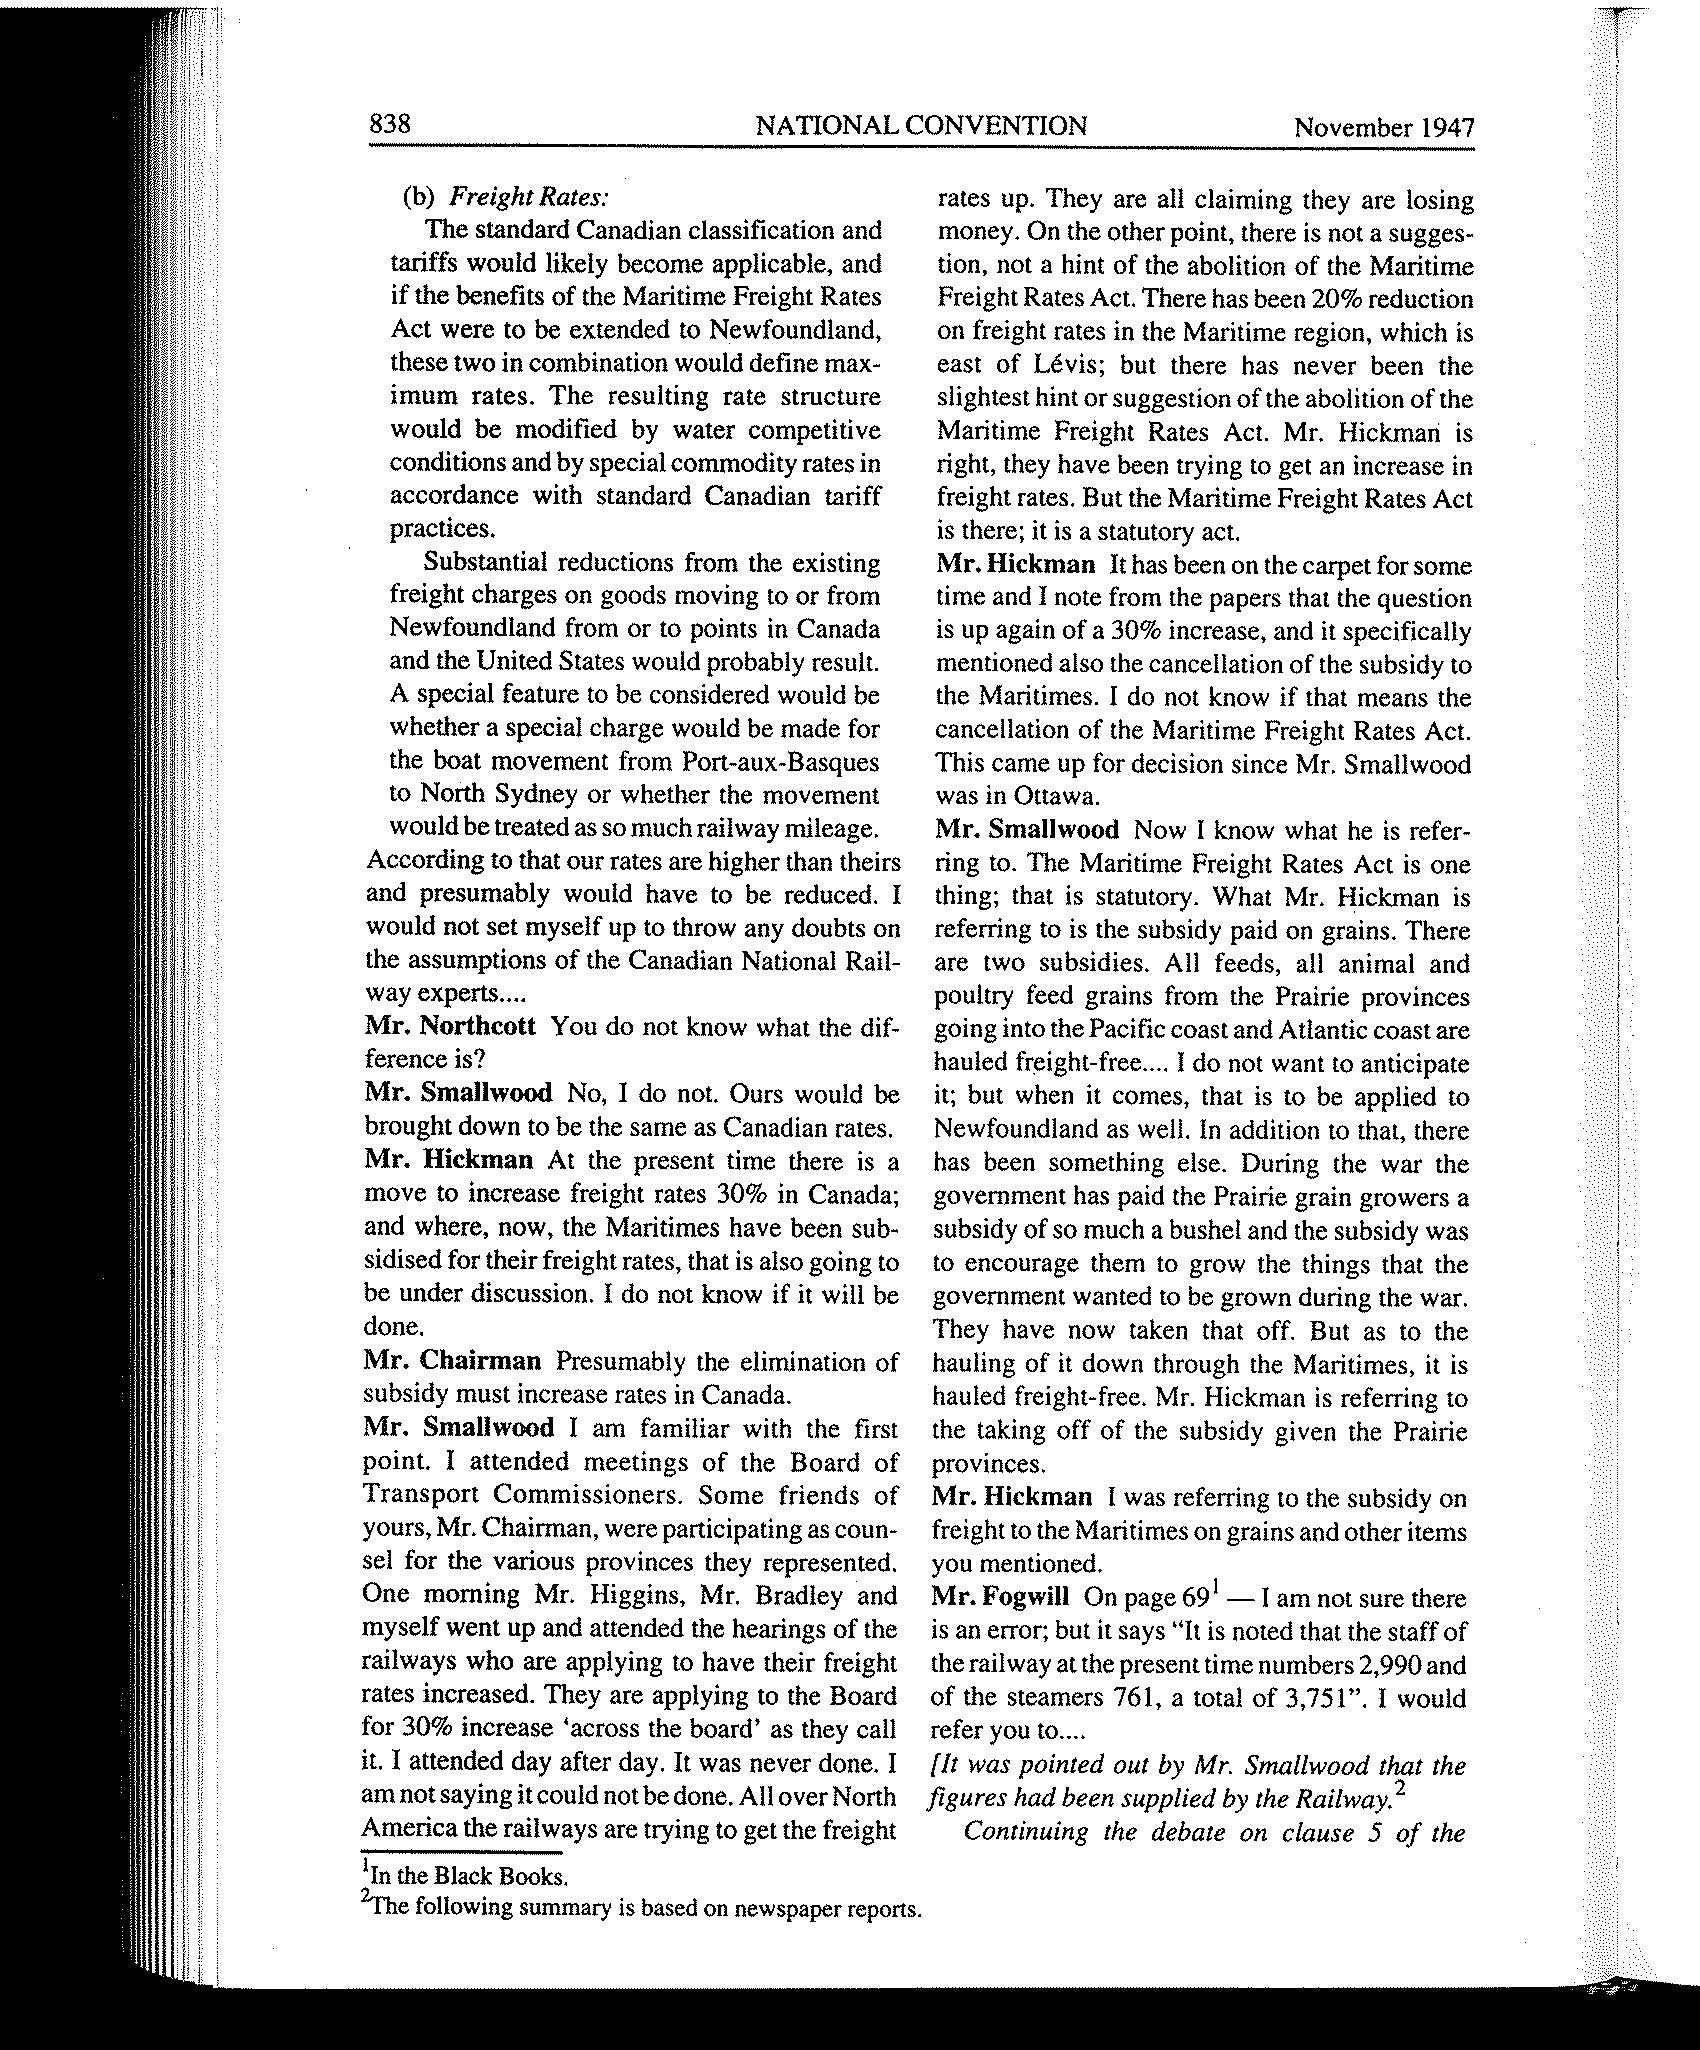 838 NATIONAL CONVENTION November 1947
(b) Freight Rates:
The standard Canadian classification and
tariffs would likely become applicable, and
if the benefits of the Maritime Freight Rates
Act were to be extended to Newfoundland,
these two in combination would define max-
imum rates. The resulting rate structure
would be modified by water competitive
conditions and by special commodity rates in
accordance with standard Canadian tariff
practices.
Substantial reductions from the existing
freight charges on goods moving to or from
Newfoundland from or to points in Canada
and the United States would probably result.
A special feature to be considered would be
whether a special charge would be made for
the boat movement from Port-aux-Basques
to North Sydney or whether the movement
would be treated as so much railway mileage.
According to that our rates are higher than theirs
and presumably would have to be reduced. I
would not set myself up to throw any doubts on
the assumptions of the Canadian National Rail-
way experts....
Mr. Northcott You do not know what the dif-
ference is?
Mr. Smallwood No, I do not. Ours would be
brought down to be the same as Canadian rates.
Mr. Hickman At the present time there is a
move to increase freight rates 30% in Canada;
and where, now, the Maritimes have been sub-
sidised for their freight rates, that is also going to
be under discussion. I do not know if it will be
done.
Mr. Chairman Presumably the elimination of
subsidy must increase rates in Canada.
Mr. Smallwood I am familiar with the first
point. I attended meetings of the Board of
Transport Commissioners. Some friends of
yours, Mr. Chairman, were participating as coun-
sel for the various provinces they represented.
One morning Mr. Higgins, Mr. Bradley and
myself went up and attended the hearings of the
railways who are applying to have their freight
rates increased. They are applying to the Board
for 30% increase ‘across the board’ as they call
it. I attended day after day. It was never done. I
am not saying it could not be done. All over North
America the railways are trying to get the freight
rates up. They are all claiming they are losing
money. On the other point, there is not a sugges-
tion, not a hint of the abolition of the Maritime
Freight Rates Act. There has been 20% reduction
on freight rates in the Maritime region, which is
east of Lévis; but there has never been the
slightest hint or suggestion of the abolition of the
Maritime Freight Rates Act. Mr. Hickman is
right, they have been trying to get an increase in
freight rates. But the Maritime Freight Rates Act
is there; it is a statutory act.
Mr. Hickman It has been on the carpet for some
time and I note from the papers that the question
is up again of a 30% increase, and it specifically
mentioned also the cancellation of the subsidy to
the Maritimes. I do not know if that means the
cancellation of the Maritime Freight Rates Act.
This came up for decision since Mr. Smallwood
was in Ottawa.
Mr. Smallwood Now I know what he is refer-
ring to. The Maritime Freight Rates Act is one
thing; that is statutory. What Mr. Hickman is
referring to is the subsidy paid on grains. There
are two subsidies. All feeds, all animal and
poultry feed grains from the Prairie provinces
going into the Pacific coast and Atlantic coast are
hauled freight-free.... I do not want to anticipate
it; but when it comes, that is to be applied to
Newfoundland as well. In addition to that, there
has been something else. During the war the
government has paid the Prairie grain growers a
subsidy of so much a bushel and the subsidy was
to encourage them to grow the things that the
government wanted to be grown during the war.
They have now taken that off. But as to the
hauling of it down through the Maritimes, it is
hauled freight-free. Mr. Hickman is referring to
the taking off of the subsidy given the Prairie
provinces.
Mr. Hickman I was referring to the subsidy on
freight to the Maritimes on grains and other items
you mentioned.
Mr. Fogwill On page 69¹ — I am not sure there
is an error; but it says “It is noted that the staff of
the railway at the present time numbers 2,990 and
of the steamers 761, a total of 3,751”. I would
refer you to....
[It was pointed out by Mr. Smallwood that the
figures had been supplied by the Railway.²
Continuing the debate on clause 5 of the
¹In the Black Books.
²The following summary is based on newspaper reports.